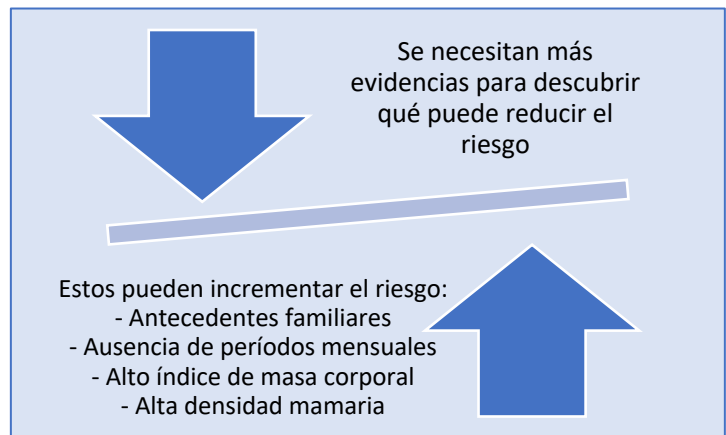 Se necesitan más
evidencias para descubrir
qué puede reducir el
riesgo
Estos pueden incrementar el riesgo:
- Antecedentes familiares
- Ausencia de períodos mensuales
- Alto índice de masa corporal
- Alta densidad mamaria